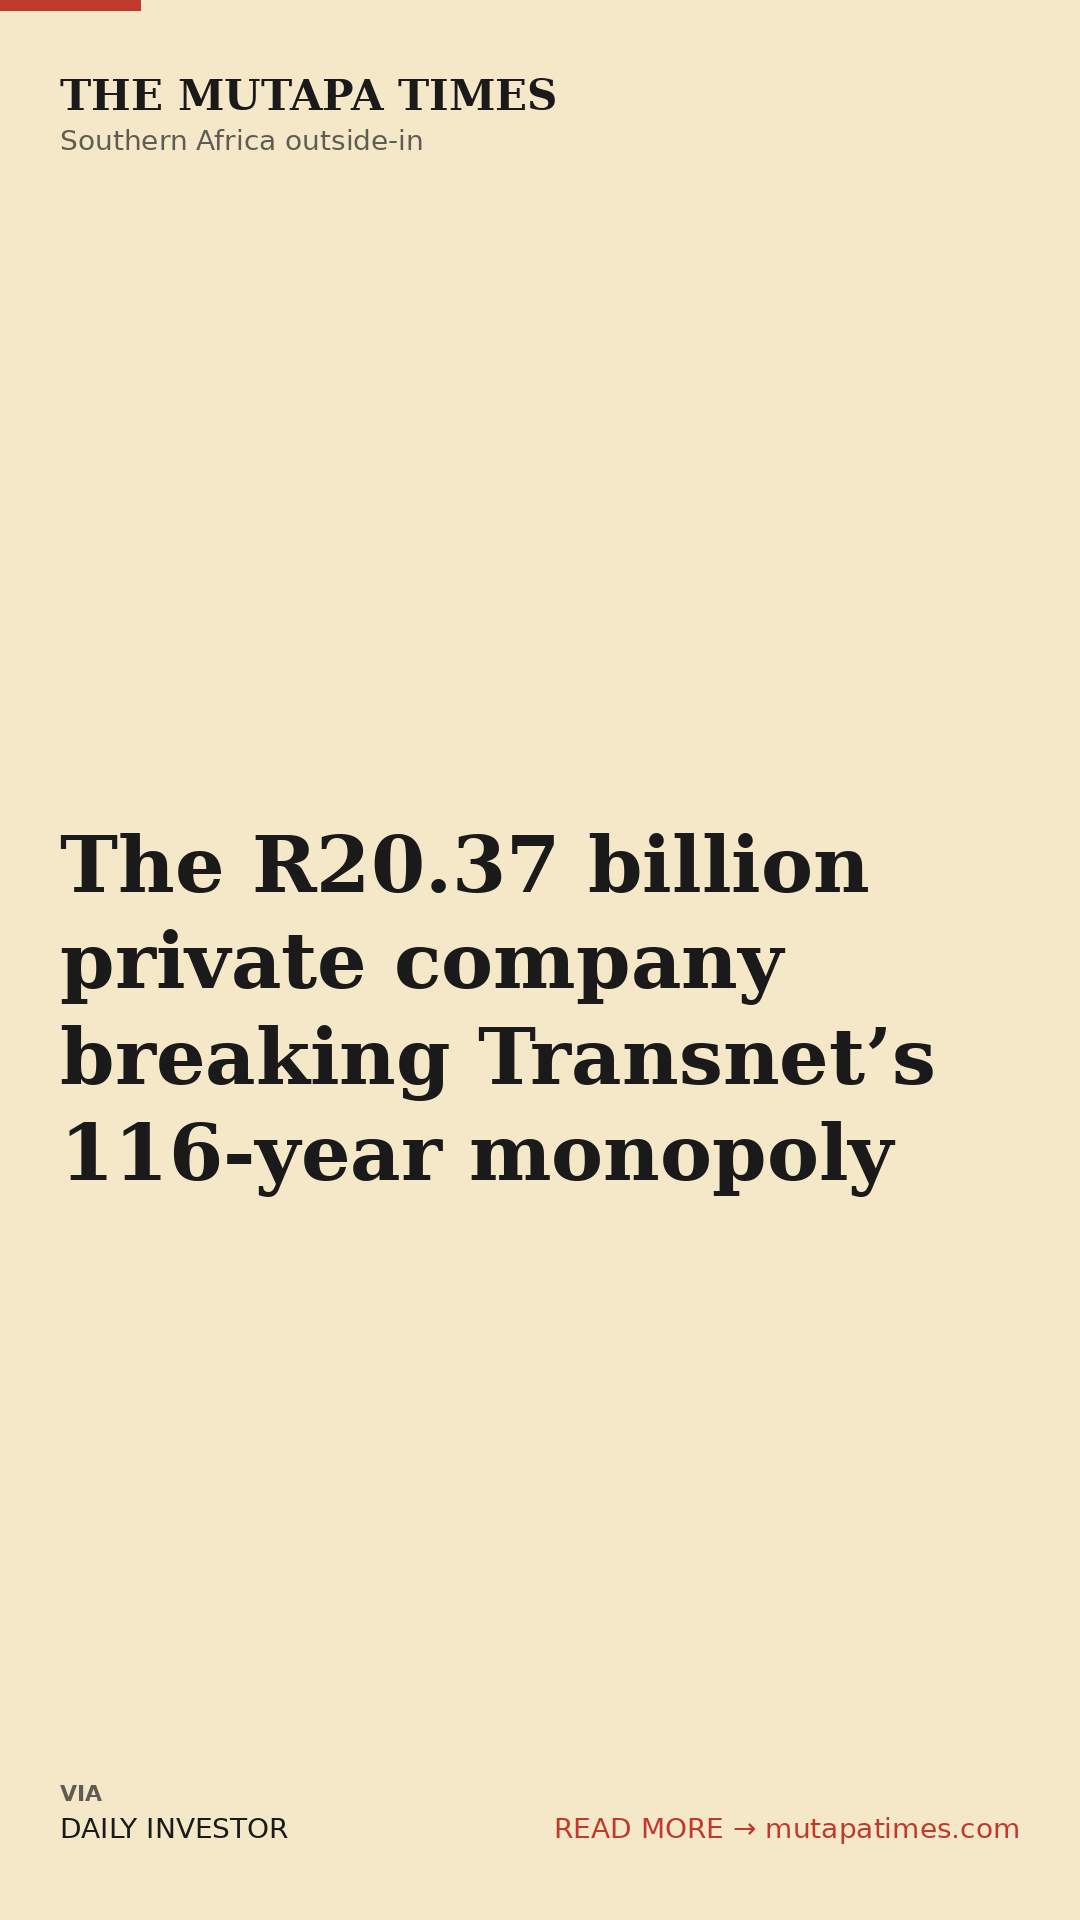 THE MUTAPA TIMES
Southern Africa outside-in
The R20.37 billion
private company
breaking Transnet’s
116-year monopoly
VIA
DAILY INVESTOR
READ MORE → mutapatimes.com